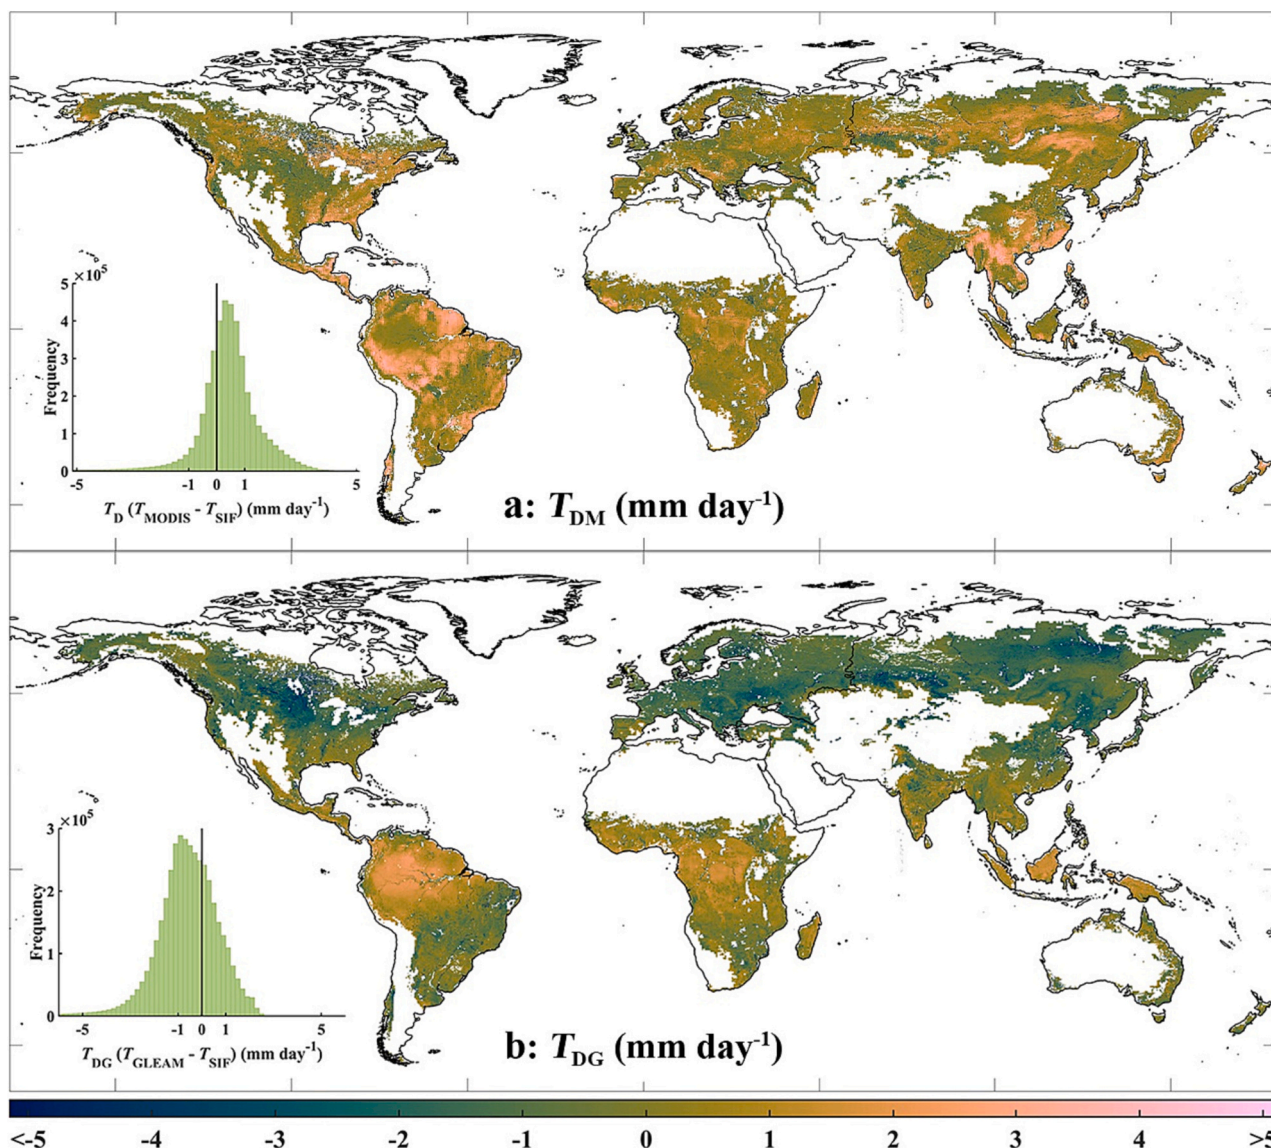 ×10⁵
5
4
3
2
1
0
Frequency
-5 -1 0 1 5
T_D (T_MODIS - T_SIF) (mm day⁻¹)
a: T_DM (mm day⁻¹)
×10⁵
3
2
1
0
Frequency
-5 -1 0 1 5
T_DG (T_GLEAM - T_SIF) (mm day⁻¹)
b: T_DG (mm day⁻¹)
<-5 -4 -3 -2 -1 0 1 2 3 4 >5